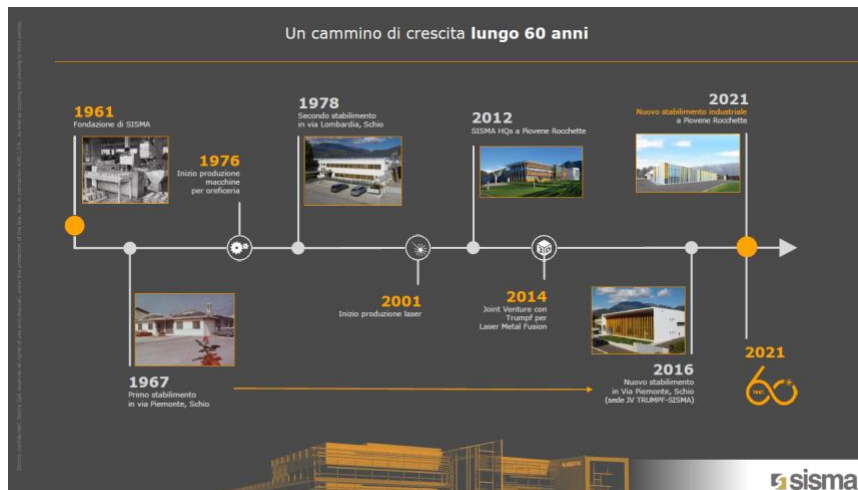 Un cammino di crescita lungo 60 anni
1961
Fondazione di SISMA
1976
Inizio produzione
macchine
per oreficeria
1978
Secondo stabilimento
in via Lombardia, Schio
2012
SISMA HQs a Piovene Rocchette
2021
Nuovo stabilimento industriale
a Piovene Rocchette
1967
Primo stabilimento
in via Piemonte, Schio
2001
Inizio produzione laser
2014
Joint Venture con
Trumpf per
Laser Metal Fusion
2016
Nuovo stabilimento
in Via Piemonte, Schio
(sede JV TRUMPF-SISMA)
2021
60
sisma